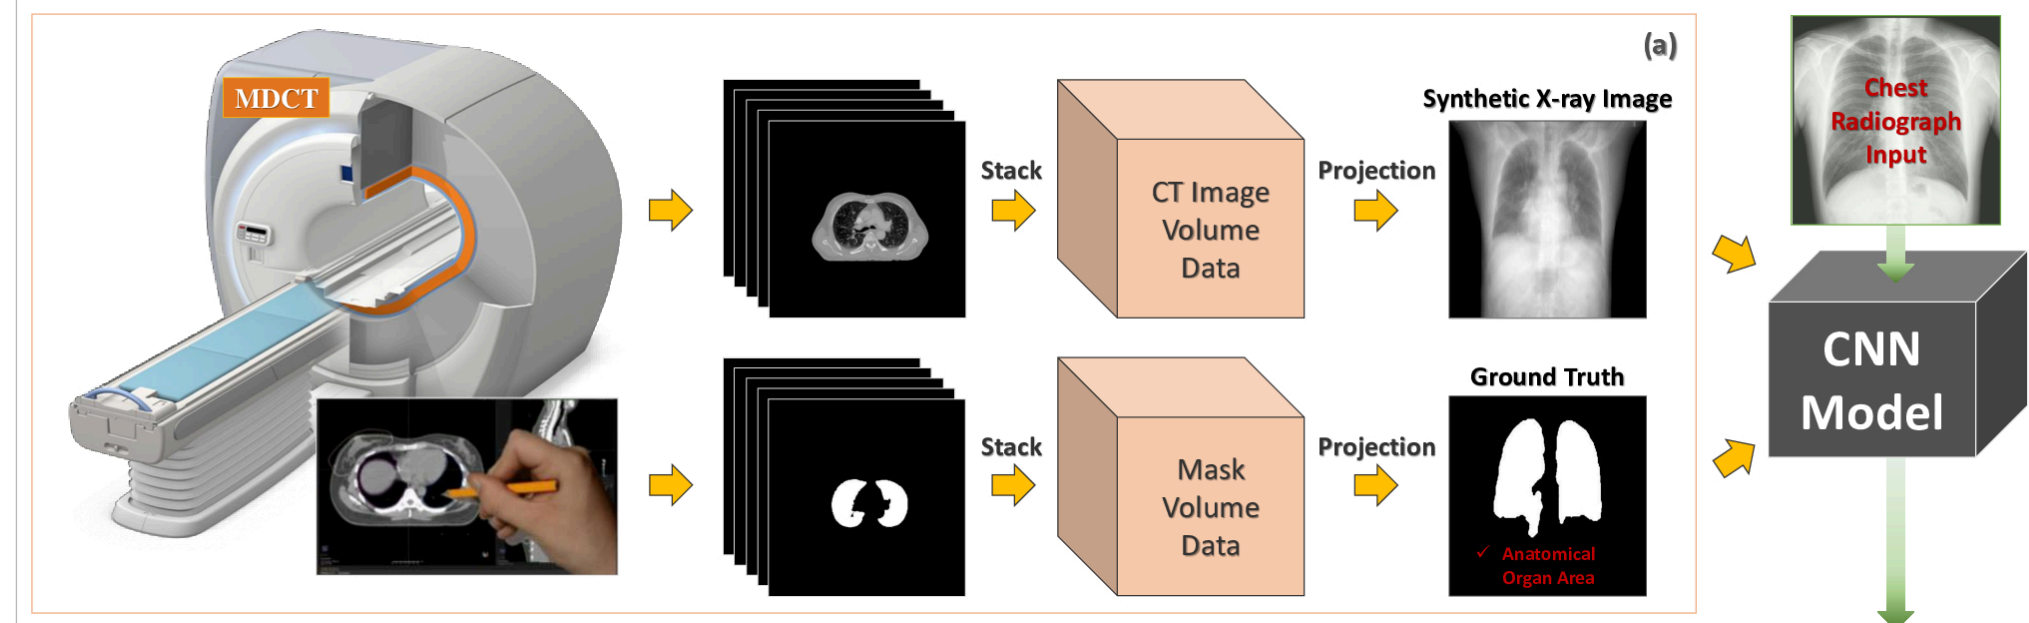 (a)
MDCT
Stack
CT Image
Volume
Data
Projection
Synthetic X-ray Image
Chest
Radiograph
Input
Stack
Mask
Volume
Data
Projection
Ground Truth
✓ Anatomical
Organ Area
CNN
Model